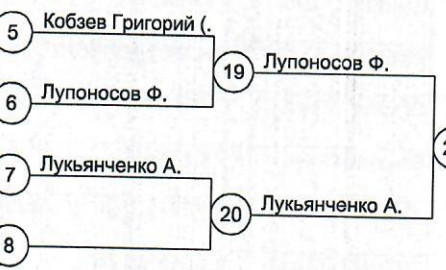 5 Кобзев Григорий (.
19 Лупоносов Ф.
6 Лупоносов Ф.
7 Лукьянченко А.
20 Лукьянченко А.
8